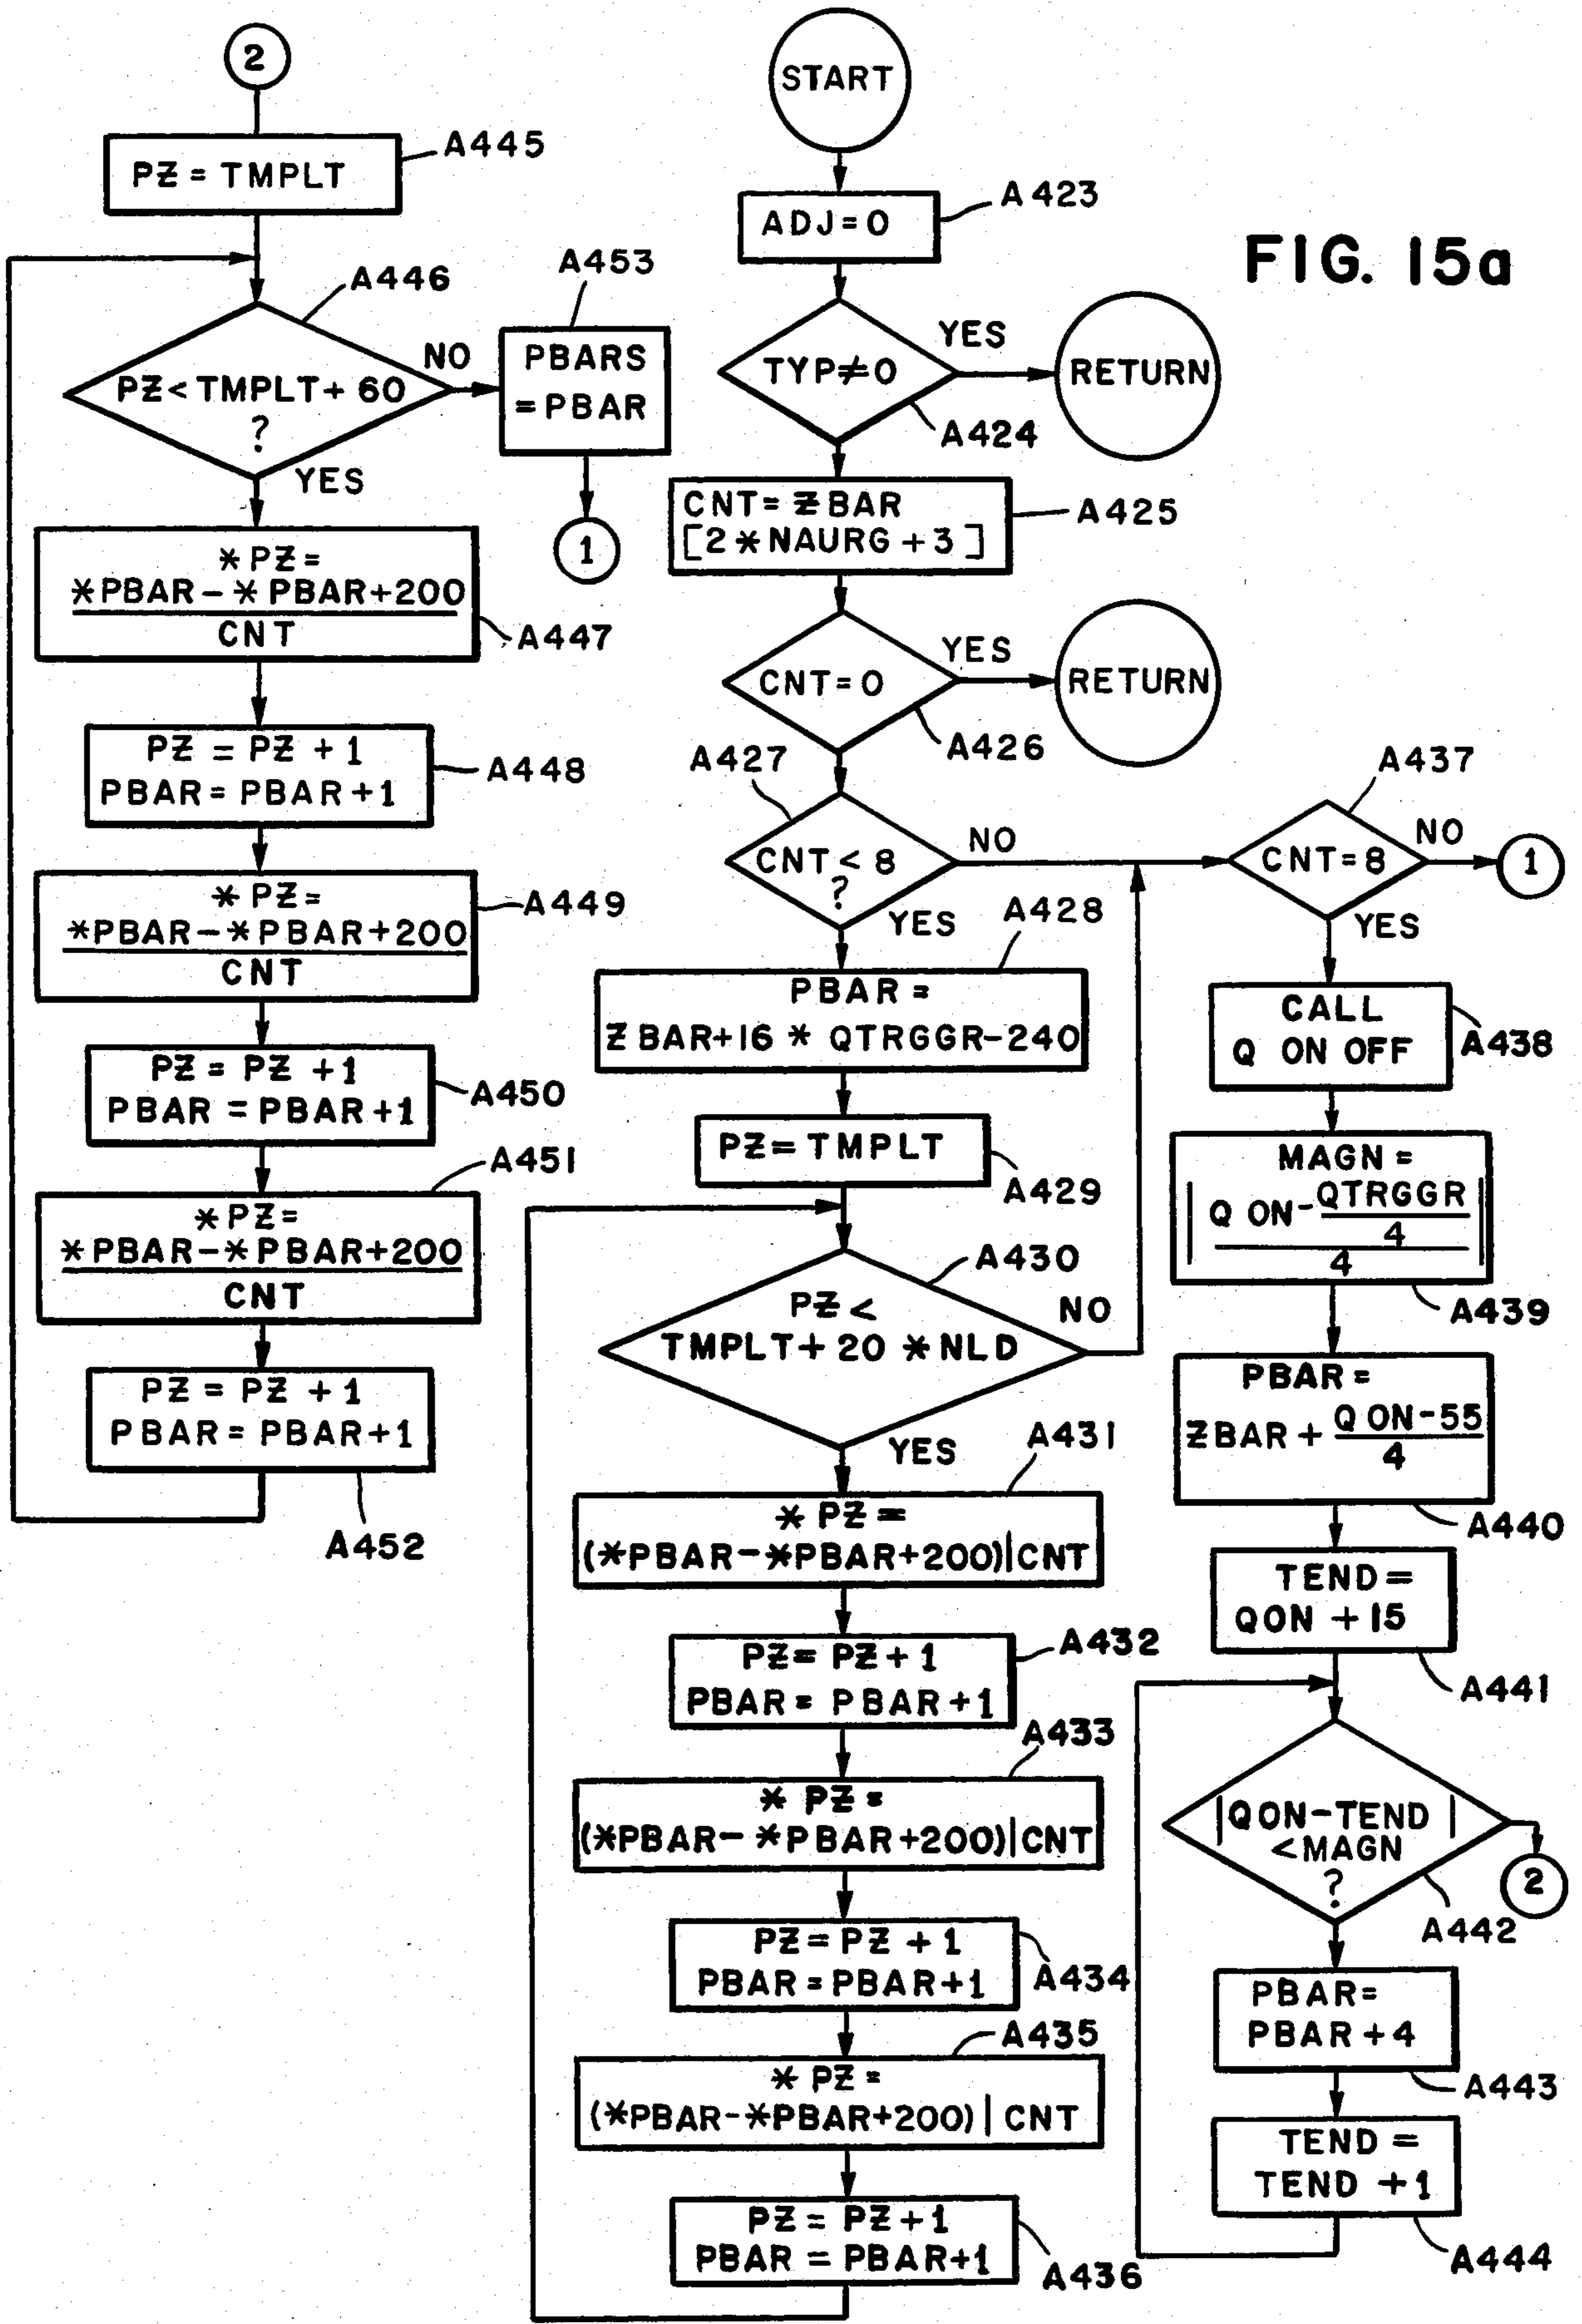 2
PZ = TMPLT
A445
PZ < TMPLT + 60
?
A446
NO
YES
A453
PBARS
= PBAR
1
* PZ =
*PBAR - * PBAR+200
CNT
A447
PZ = PZ + 1
PBAR = PBAR+1
A448
* PZ =
*PBAR - * PBAR+200
CNT
A449
PZ = PZ + 1
PBAR = PBAR+1
A450
A451
* PZ =
*PBAR - * PBAR+200
CNT
PZ = PZ + 1
PBAR = PBAR+1
A452
START
ADJ = 0
A423
FIG. 15a
TYP ≠ 0
YES
RETURN
A424
CNT = ZBAR
[2 * NAURG + 3]
A425
CNT = 0
YES
RETURN
A426
A427
CNT < 8
?
NO
YES
A428
PBAR =
ZBAR+16 * QTRGGR-240
PZ = TMPLT
A429
A430
PZ <
TMPLT + 20 * NLD
NO
YES
A431
* PZ =
(*PBAR - *PBAR+200)|CNT
PZ = PZ + 1
PBAR = PBAR+1
A432
A433
* PZ =
(*PBAR - *PBAR+200)|CNT
PZ = PZ + 1
PBAR = PBAR+1
A434
A435
* PZ =
(*PBAR - *PBAR+200)|CNT
PZ = PZ + 1
PBAR = PBAR+1
A436
A437
CNT = 8
NO
1
YES
CALL
Q ON OFF
A438
MAGN =
| Q ON - QTRGGR |
4
4
A439
PBAR =
ZBAR + Q ON - 55
4
A440
TEND =
QON + 15
A441
|QON-TEND |
< MAGN
?
2
A442
PBAR =
PBAR + 4
A443
TEND =
TEND + 1
A444